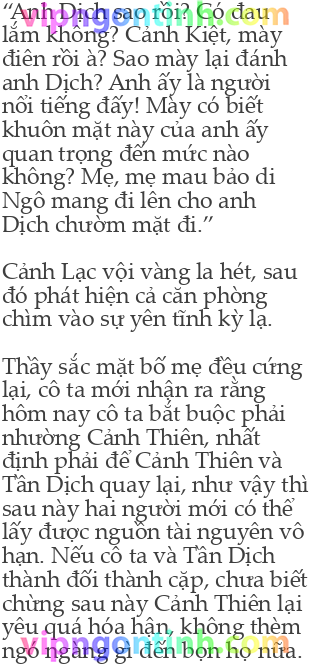 “Anh Dịch sao rồi? Có đau
lắm không? Cảnh Kiệt, mày
điên rồi à? Sao mày lại đánh
anh Dịch? Anh ấy là người
nổi tiếng đấy! Mày có biết
khuôn mặt này của anh ấy
quan trọng đến mức nào
không? Mẹ, mẹ mau bảo dì
Ngô mang đi lên cho anh
Dịch chườm mặt đi.”
Cảnh Lạc vội vàng la hét, sau
đó phát hiện cả căn phòng
chìm vào sự yên tĩnh kỳ lạ.
Thầy sắc mặt bố mẹ đều cứng
lại, cô ta mới nhận ra rằng
hôm nay cô ta bắt buộc phải
nhường Cảnh Thiên, nhất
định phải để Cảnh Thiên và
Tần Dịch quay lại, như vậy thì
sau này hai người mới có thể
lấy được nguồn tài nguyên vô
hạn. Nếu cô ta và Tần Dịch
thành đối thành cặp, chưa biết
chừng sau này Cảnh Thiên lại
yêu quá hóa hận, không thèm
ngó ngàng gì đến bọn họ nữa.
vipngontinh.com
vipngontinh.com